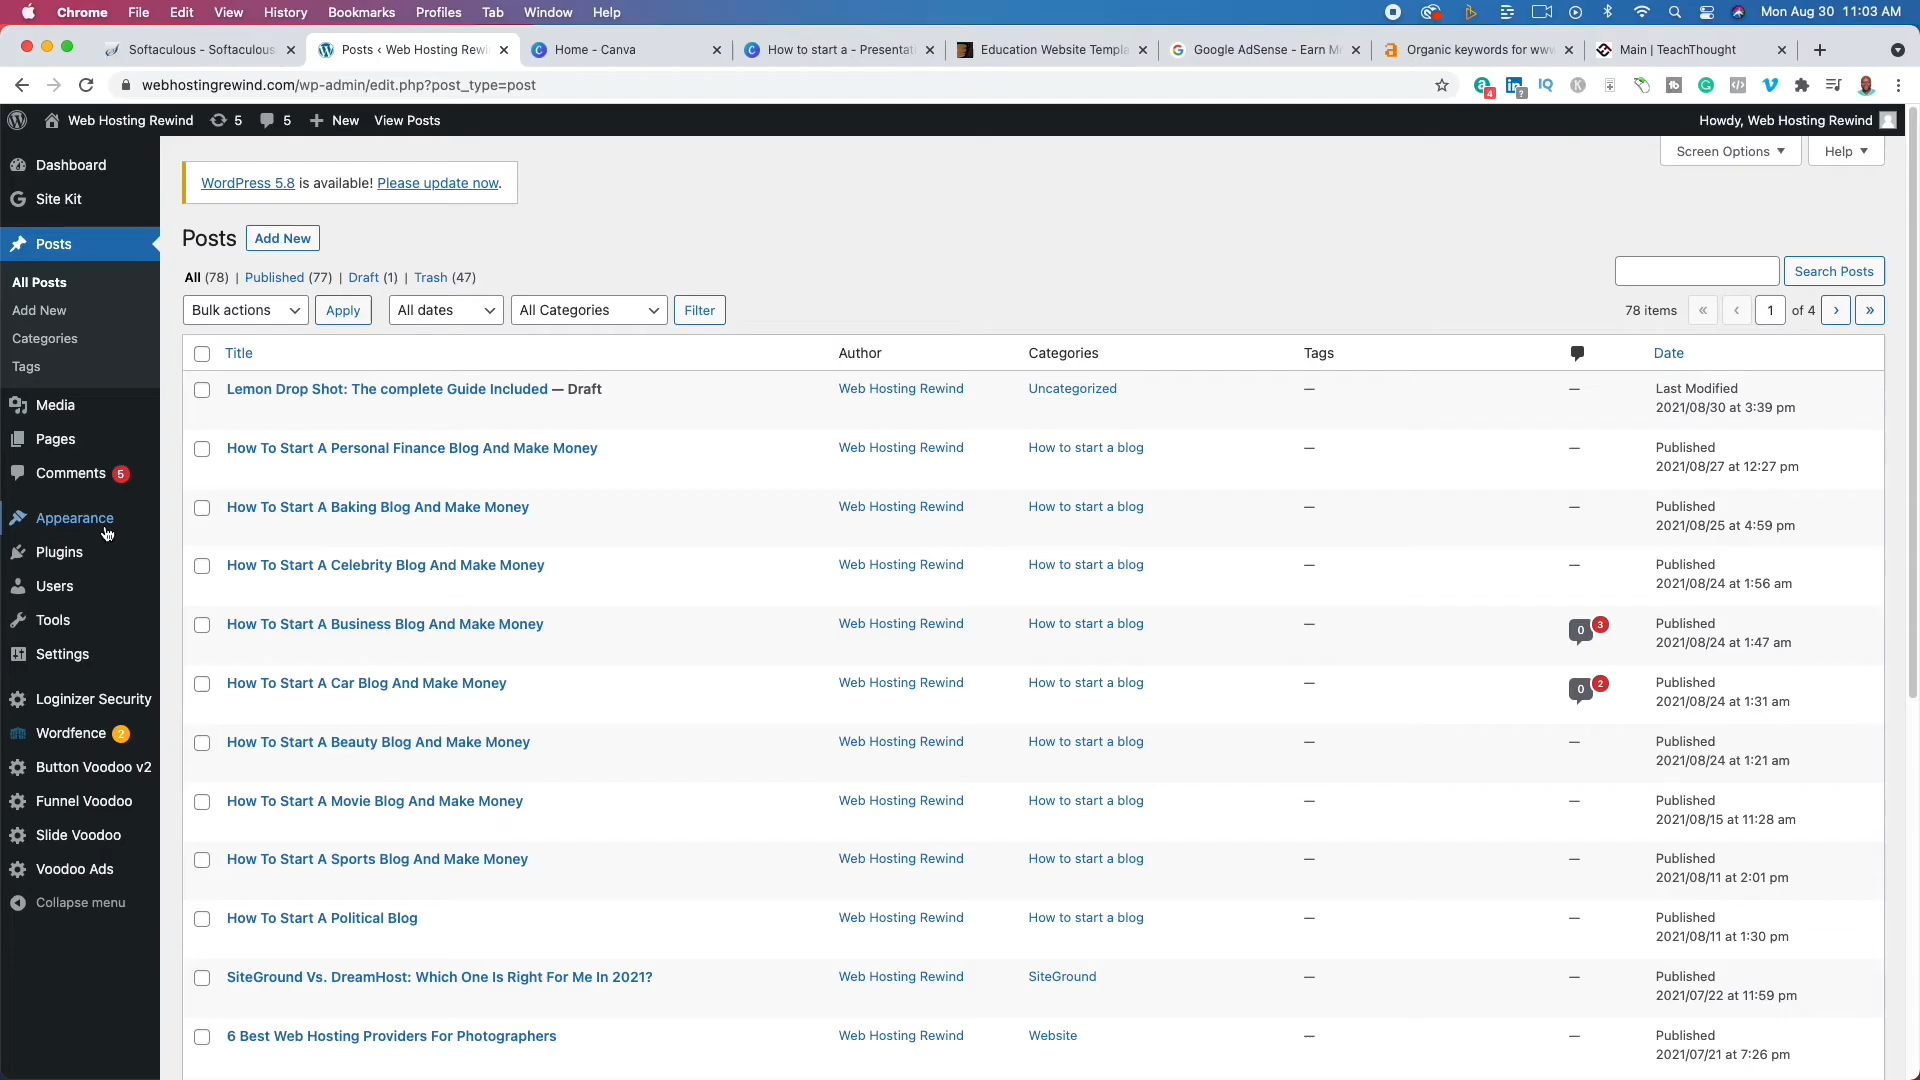 Chrome File Edit View History Bookmarks Profiles Tab Window Help Mon Aug 30 11:03 AM
Softaculous - Softaculous Posts ‹ Web Hosting Rewi Home - Canva How to start a - Presentati Education Website Templa Google AdSense - Earn M Organic keywords for www Main | TeachThought
webhostingrewind.com/wp-admin/edit.php?post_type=post
Web Hosting Rewind 5 5 New View Posts Howdy, Web Hosting Rewind
Screen Options Help
Dashboard
Site Kit
Posts
All Posts
Add New
Categories
Tags
Media
Pages
Comments 5
Appearance
Plugins
Users
Tools
Settings
Loginizer Security
Wordfence 2
Button Voodoo v2
Funnel Voodoo
Slide Voodoo
Voodoo Ads
Collapse menu
WordPress 5.8 is available! Please update now.
Posts Add New
All (78) | Published (77) | Draft (1) | Trash (47)
Search Posts
Bulk actions Apply All dates All Categories Filter 78 items « ‹ 1 of 4 › »
Title Author Categories Tags Date
Lemon Drop Shot: The complete Guide Included — Draft Web Hosting Rewind Uncategorized — — Last Modified
2021/08/30 at 3:39 pm
How To Start A Personal Finance Blog And Make Money Web Hosting Rewind How to start a blog — — Published
2021/08/27 at 12:27 pm
How To Start A Baking Blog And Make Money Web Hosting Rewind How to start a blog — — Published
2021/08/25 at 4:59 pm
How To Start A Celebrity Blog And Make Money Web Hosting Rewind How to start a blog — — Published
2021/08/24 at 1:56 am
How To Start A Business Blog And Make Money Web Hosting Rewind How to start a blog — 0 3 Published
2021/08/24 at 1:47 am
How To Start A Car Blog And Make Money Web Hosting Rewind How to start a blog — 0 2 Published
2021/08/24 at 1:31 am
How To Start A Beauty Blog And Make Money Web Hosting Rewind How to start a blog — — Published
2021/08/24 at 1:21 am
How To Start A Movie Blog And Make Money Web Hosting Rewind How to start a blog — — Published
2021/08/15 at 11:28 am
How To Start A Sports Blog And Make Money Web Hosting Rewind How to start a blog — — Published
2021/08/11 at 2:01 pm
How To Start A Political Blog Web Hosting Rewind How to start a blog — — Published
2021/08/11 at 1:30 pm
SiteGround Vs. DreamHost: Which One Is Right For Me In 2021? Web Hosting Rewind SiteGround — — Published
2021/07/22 at 11:59 pm
6 Best Web Hosting Providers For Photographers Web Hosting Rewind Website — — Published
2021/07/21 at 7:26 pm